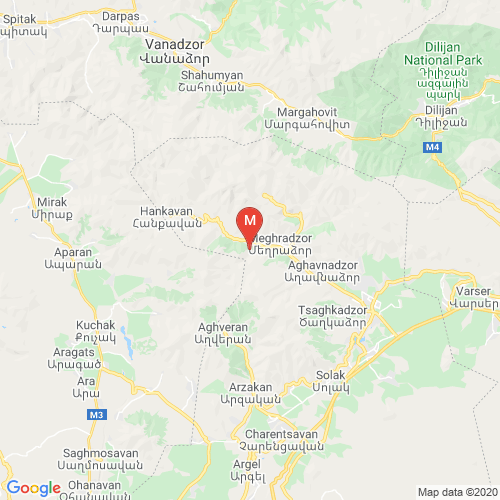 Spitak
Սպիտակ
Darpas
Դարպաս
Vanadzor
Վանաձոր
Shahumyan
Շահումյան
Dilijan
National Park
Դիլիջան
ազգային
պարկ
Margahovit
Մարգահովիտ
Dilijan
Դիլիջան
M4
Mirak
Միրաք
Hankavan
Հանքավան
M
Meghradzor
Մեղրաձոր
Aparan
Ապարան
Aghavnadzor
Աղավնաձոր
Varser
Վարսեր
Tsaghkadzor
Ծաղկաձոր
Kuchak
Քուչակ
Aghveran
Աղվերան
Aragats
Արագած
Ara
Արա
Solak
Սոլակ
Arzakan
Արզական
M3
Charentsavan
Չարենցավան
Saghmosavan
Սաղմոսավան
Argel
Արգել
Ohanavan
Օհանավան
Google
Map data ©2020